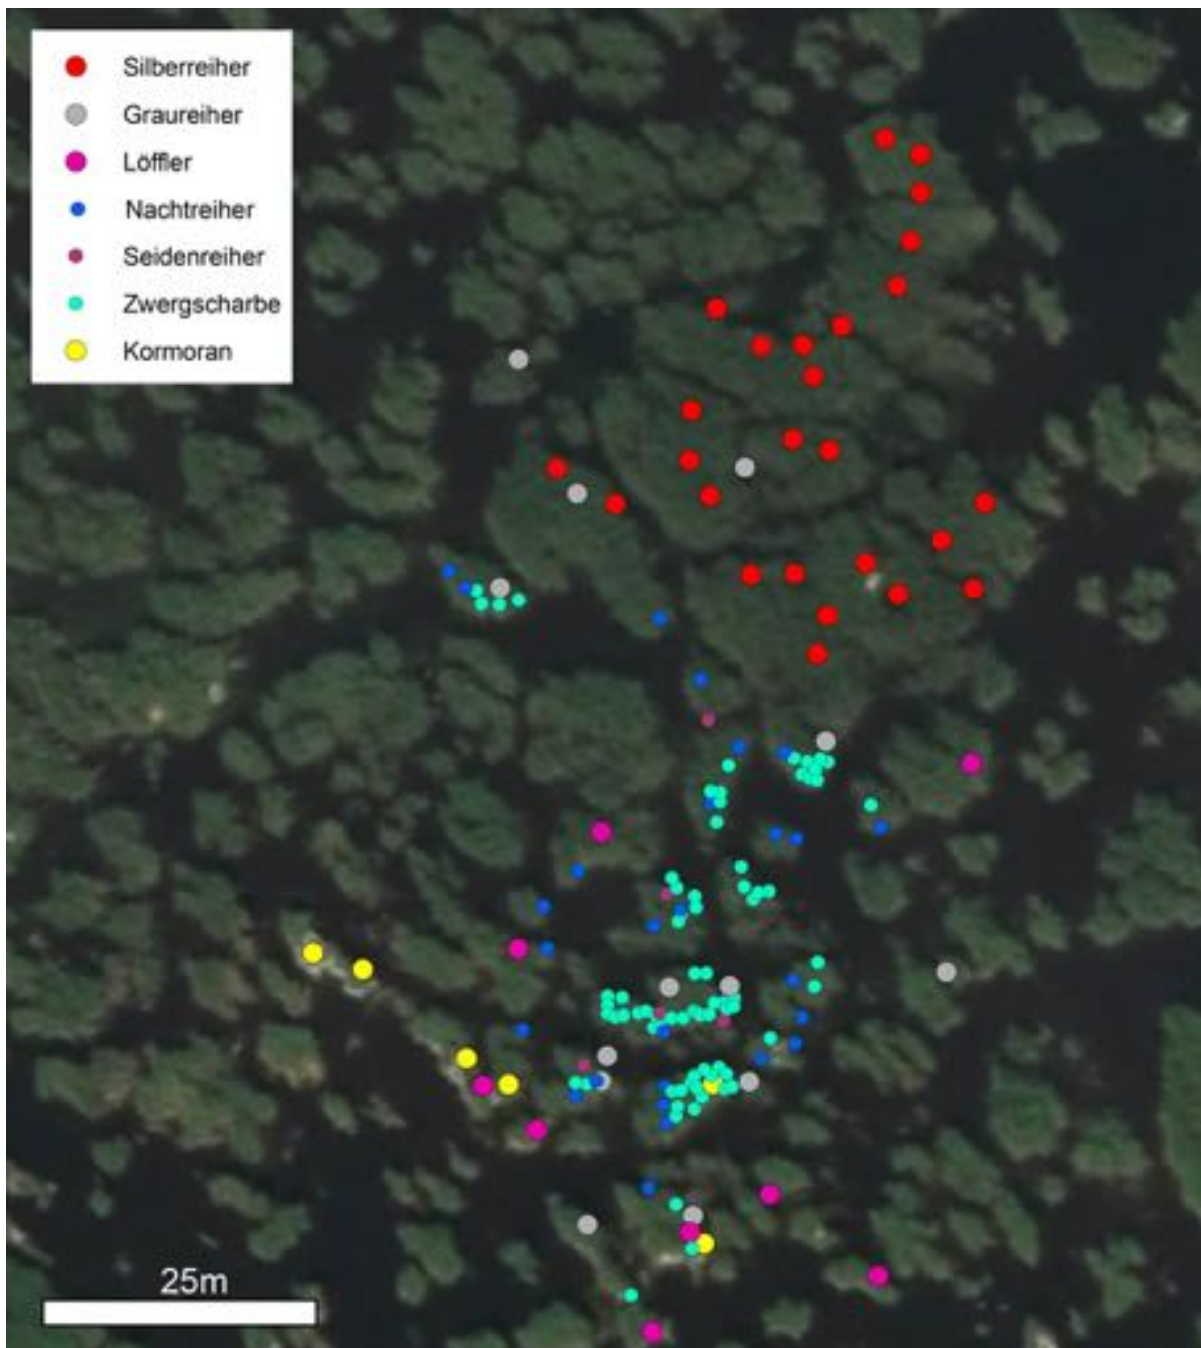 Silberreiher
Graureiher
Löffler
Nachtreiher
Seidenreiher
Zwergscharbe
Kormoran
25m